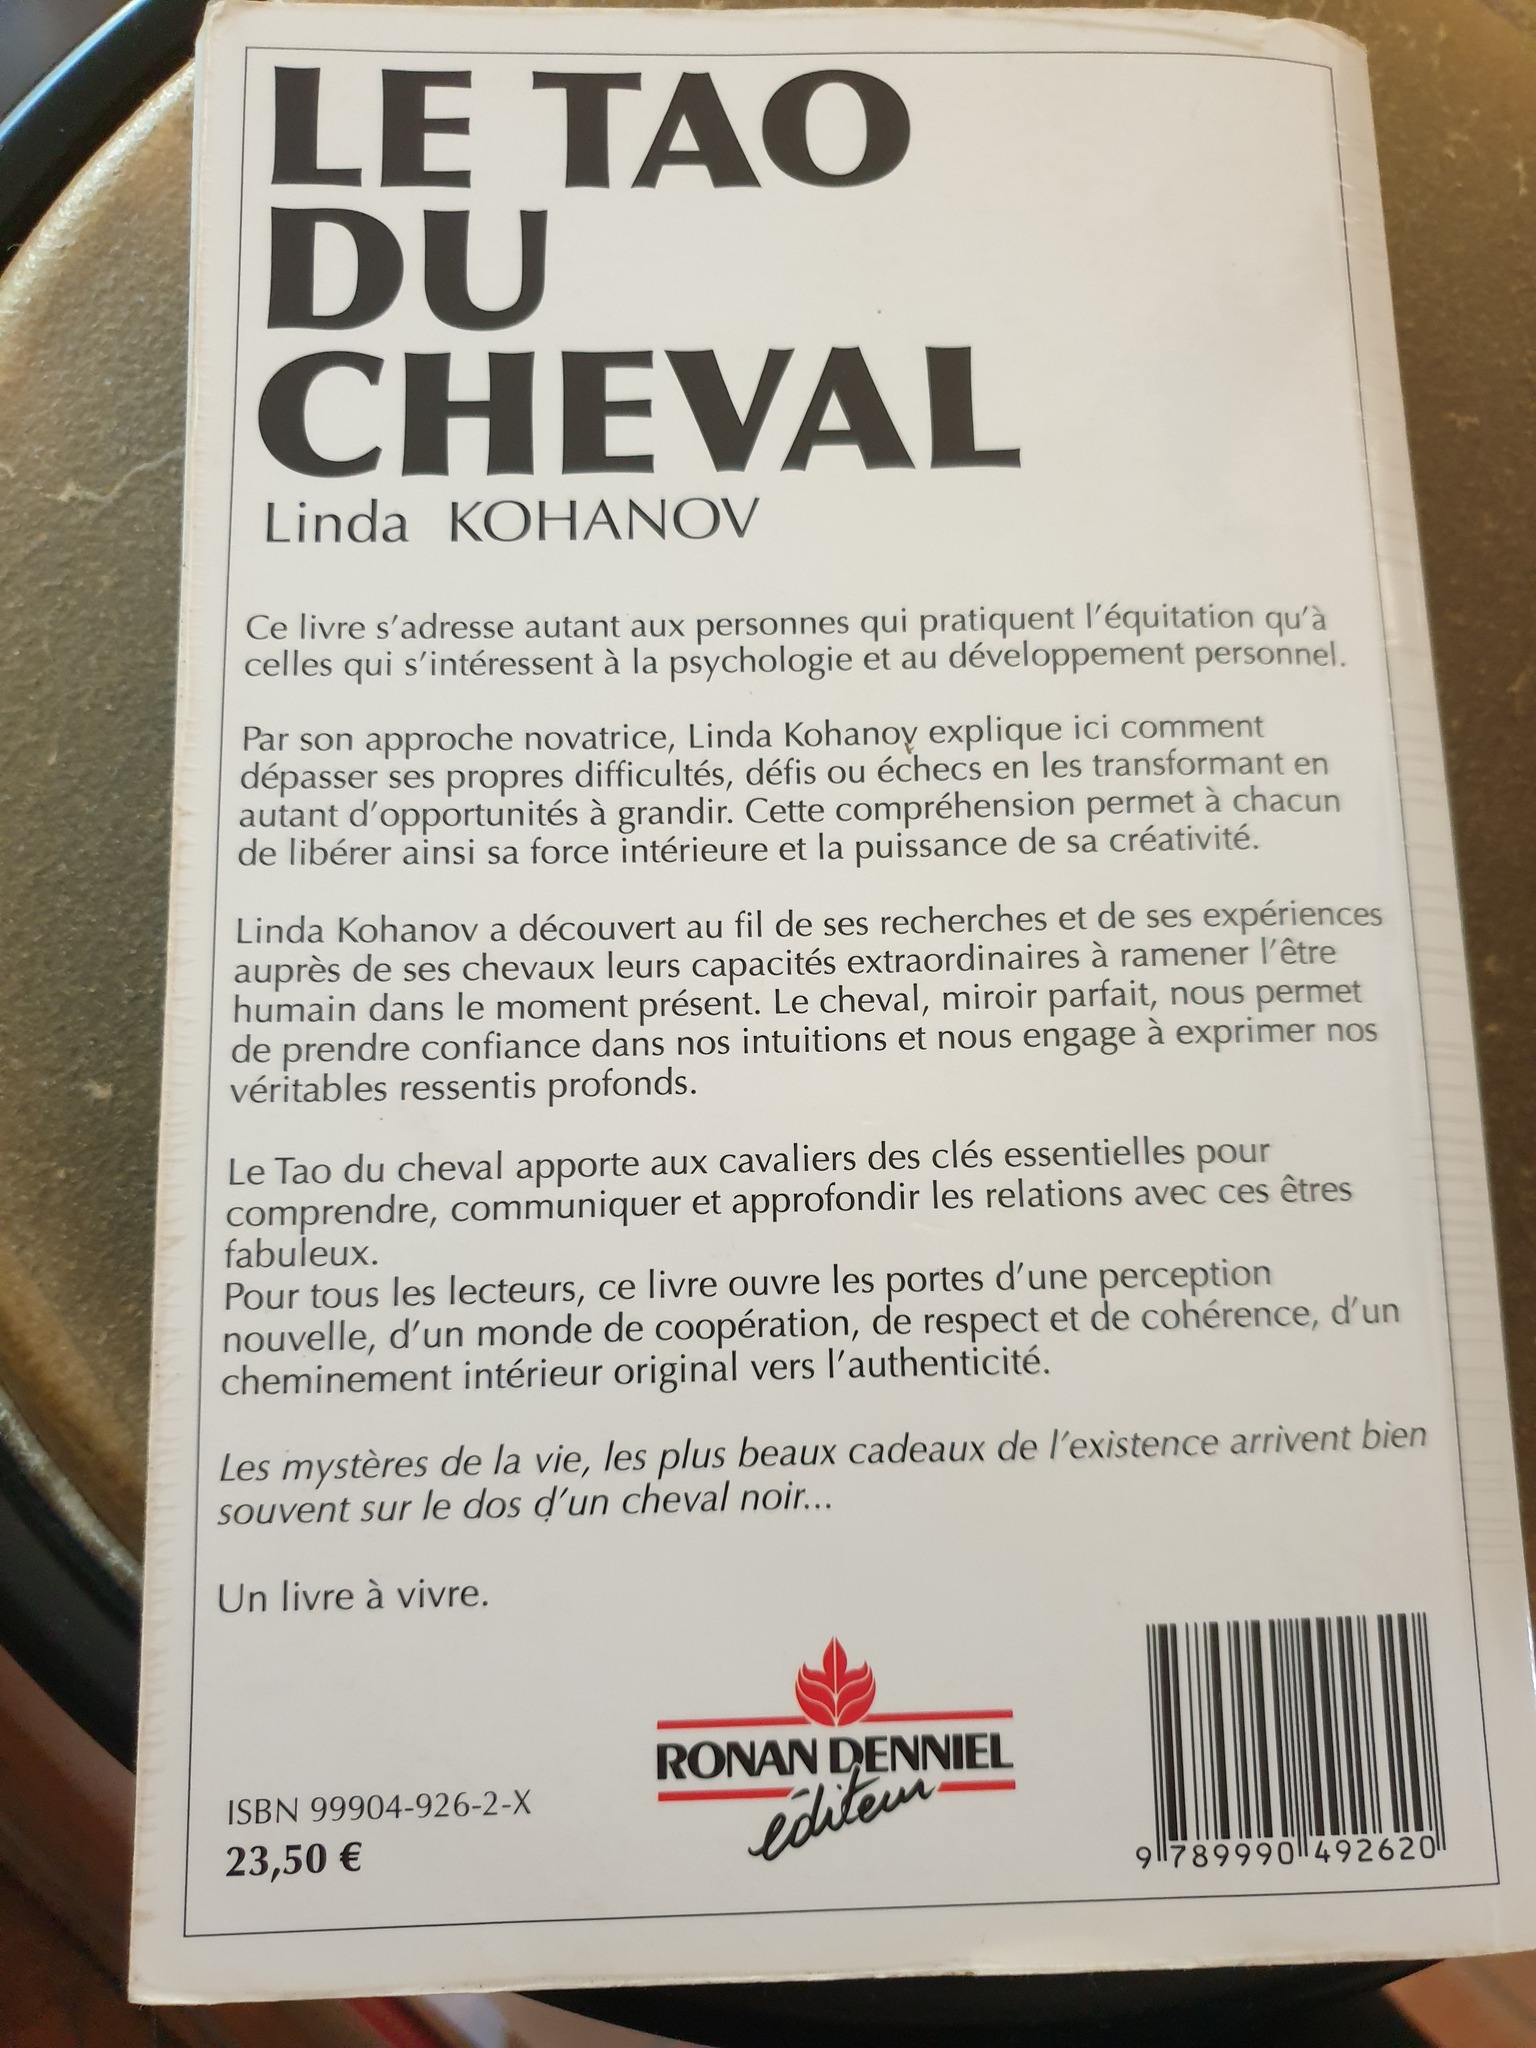 LE TAO
DU
CHEVAL
Linda KOHANOV
Ce livre s'adresse autant aux personnes qui pratiquent l'équitation qu'à
celles qui s'intéressent à la psychologie et au développement personnel.
Par son approche novatrice, Linda Kohanov explique ici comment
dépasser ses propres difficultés, défis ou échecs en les transformant en
autant d'opportunités à grandir. Cette compréhension permet à chacun
de libérer ainsi sa force intérieure et la puissance de sa créativité.
Linda Kohanov a découvert au fil de ses recherches et de ses expériences
auprès de ses chevaux leurs capacités extraordinaires à ramener l'être
humain dans le moment présent. Le cheval, miroir parfait, nous permet
de prendre confiance dans nos intuitions et nous engage à exprimer nos
véritables ressentis profonds.
Le Tao du cheval apporte aux cavaliers des clés essentielles pour
comprendre, communiquer et approfondir les relations avec ces êtres
fabuleux.
Pour tous les lecteurs, ce livre ouvre les portes d'une perception
nouvelle, d'un monde de coopération, de respect et de cohérence, d'un
cheminement intérieur original vers l'authenticité.
Les mystères de la vie, les plus beaux cadeaux de l'existence arrivent bien
souvent sur le dos d'un cheval noir...
Un livre à vivre.
RONAN DENNIEL
éditeur
ISBN 99904-926-2-X
23,50 €
9 789990 492620